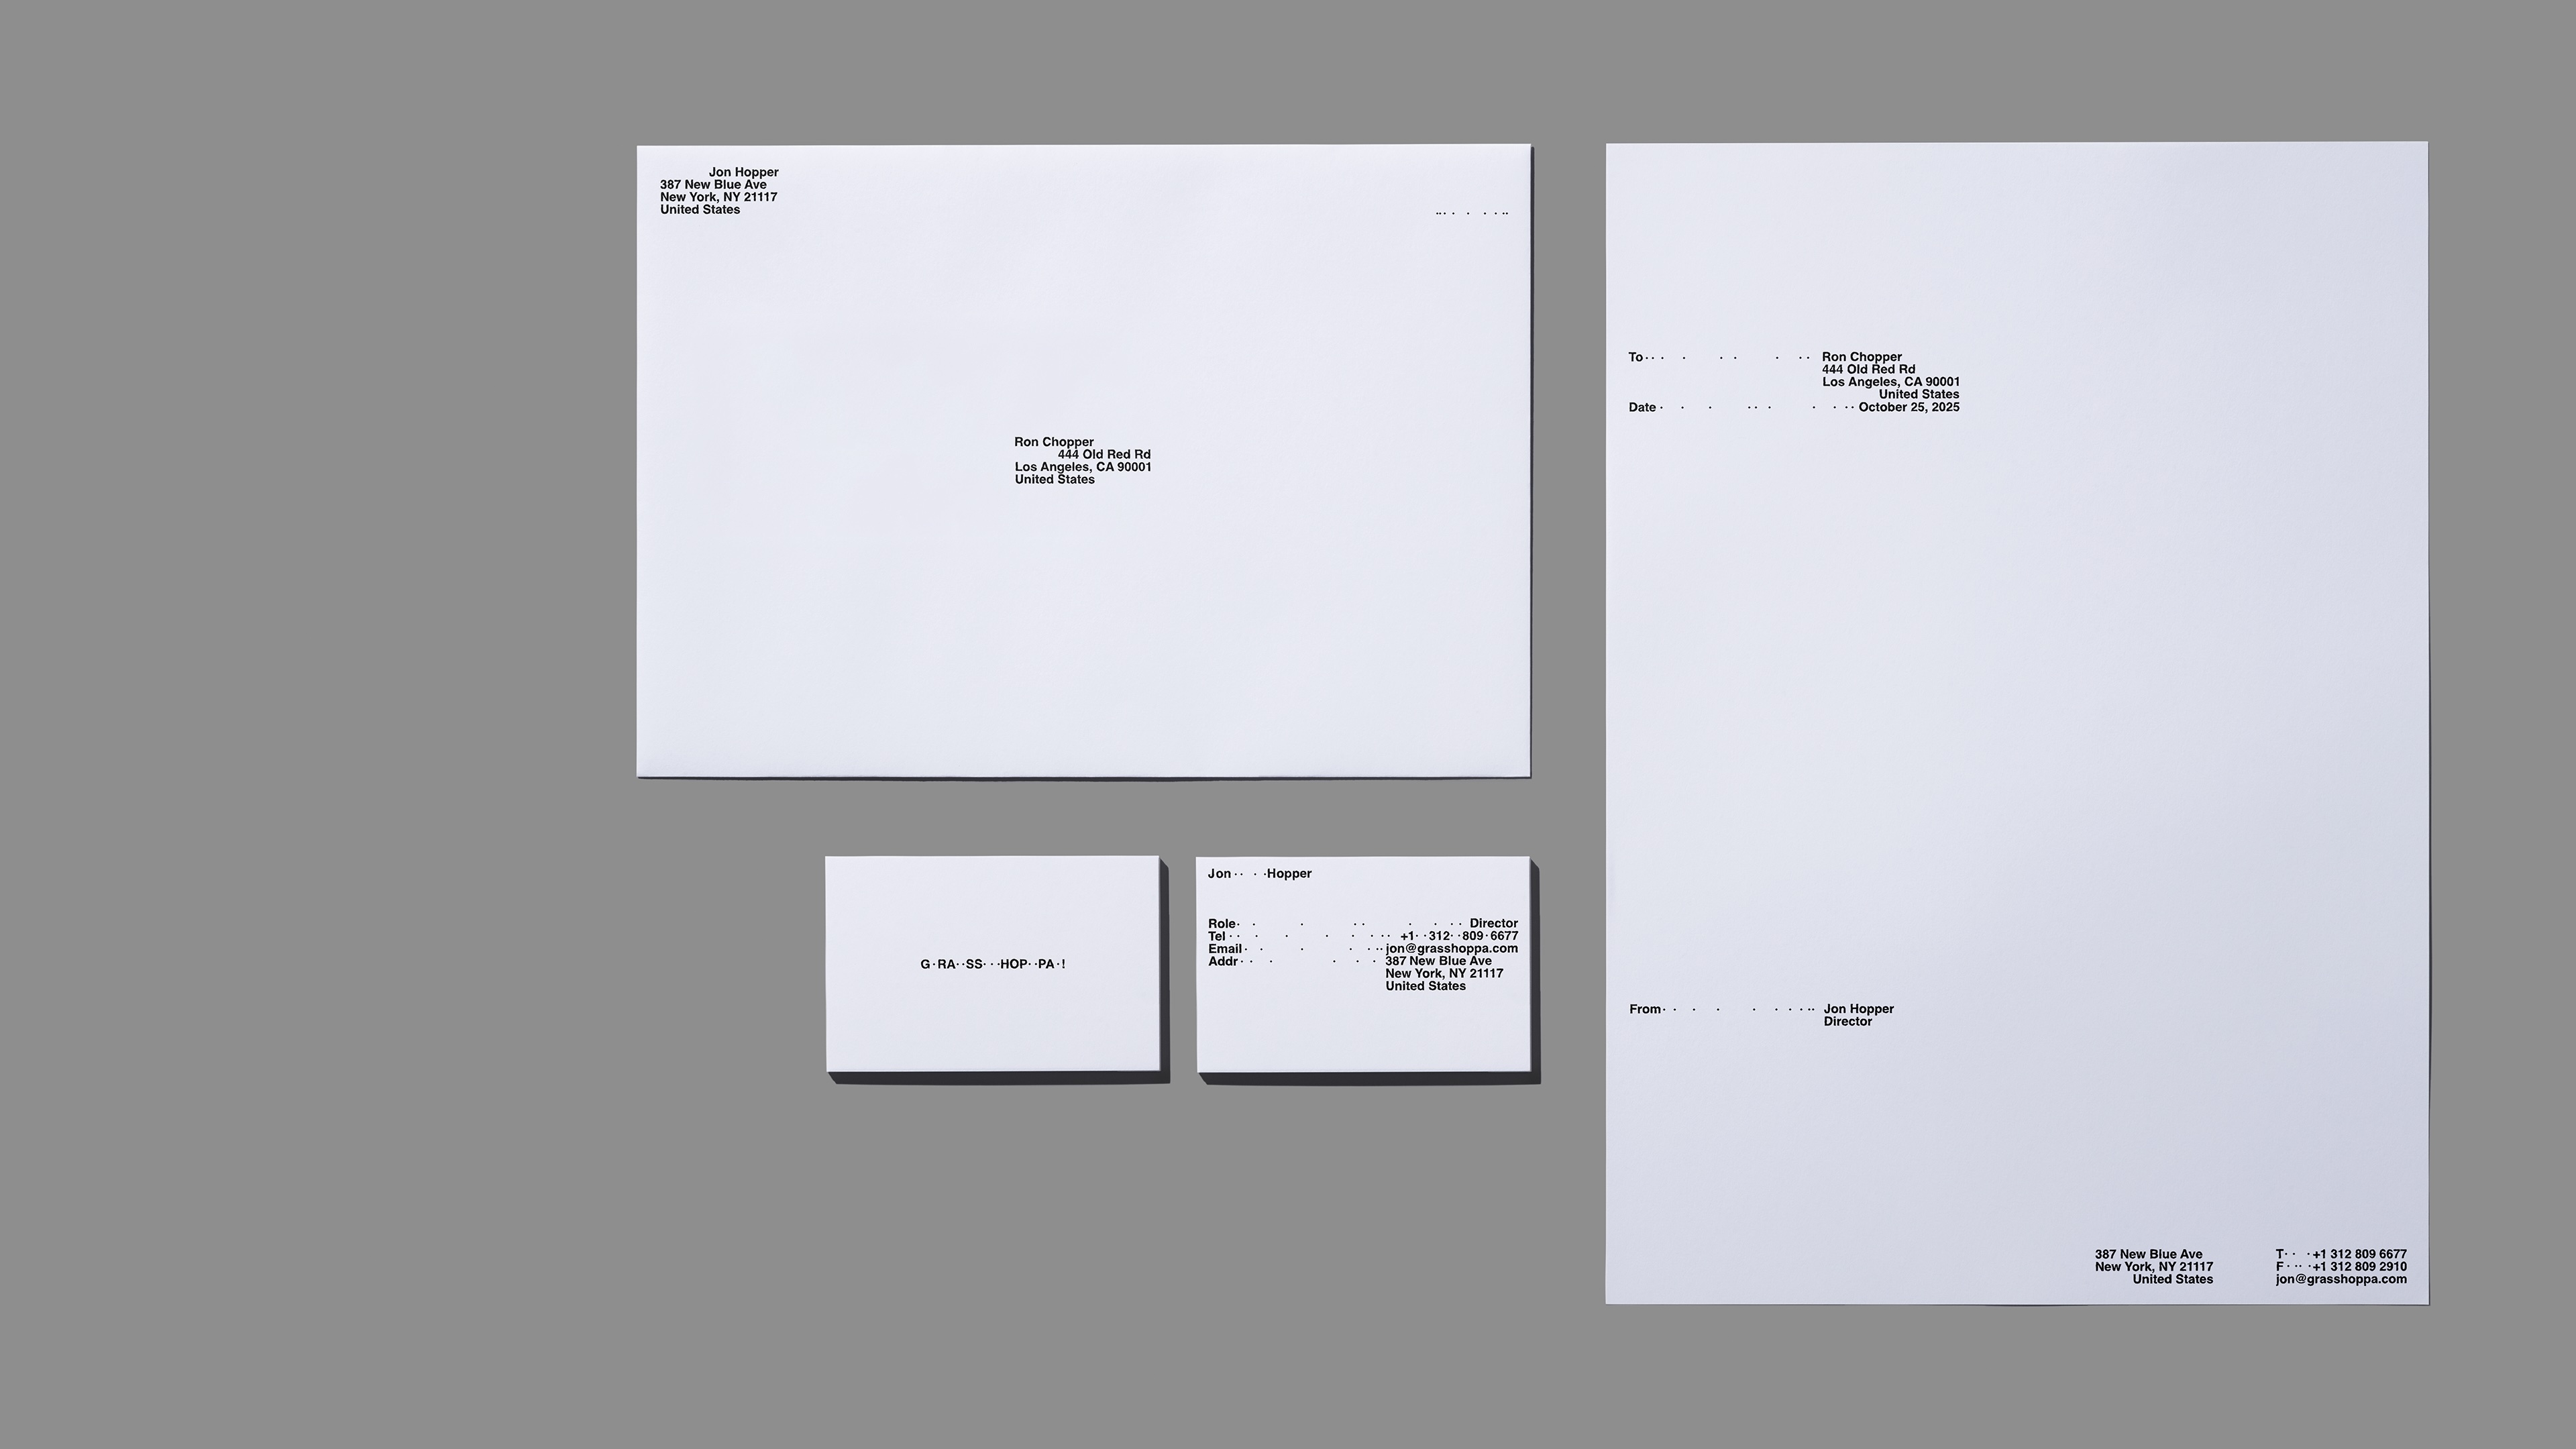 Jon Hopper
387 New Blue Ave
New York, NY 21117
United States
·· · · · · · ··
Ron Chopper
444 Old Red Rd
Los Angeles, CA 90001
United States
G·RA··SS···HOP··PA·!
Jon·· · ·Hopper
Role· · · ·· · · · · Director
Tel·· · · · · · ·· +1··312··809·6677
Email· · · · · ··jon@grasshoppa.com
Addr·· · · · · · 387 New Blue Ave
New York, NY 21117
United States
To·· · · · · · ·· Ron Chopper
444 Old Red Rd
Los Angeles, CA 90001
United States
Date· · · ·· · · · ·· October 25, 2025
From· · · · · · · · ·· Jon Hopper
Director
387 New Blue Ave
New York, NY 21117
United States
T·· ·+1 312 809 6677
F· ·· ·+1 312 809 2910
jon@grasshoppa.com